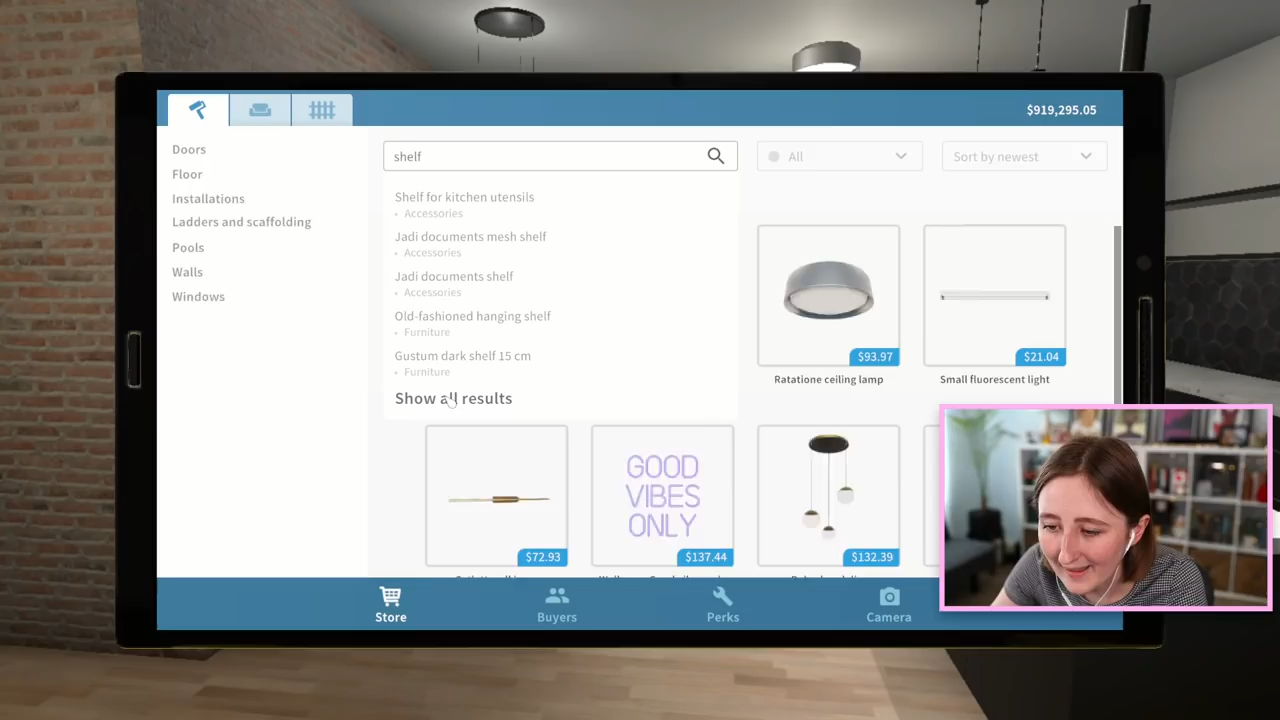 $919,295.05
Doors
Floor
Installations
Ladders and scaffolding
Pools
Walls
Windows
shelf
All
Sort by newest
Shelf for kitchen utensils
• Accessories
Jadi documents mesh shelf
• Accessories
Jadi documents shelf
• Accessories
Old-fashioned hanging shelf
• Furniture
Gustum dark shelf 15 cm
• Furniture
Show all results
$93.97
Ratatione ceiling lamp
$21.04
Small fluorescent light
$72.93
GOOD
VIBES
ONLY
$137.44
$132.39
Store
Buyers
Perks
Camera